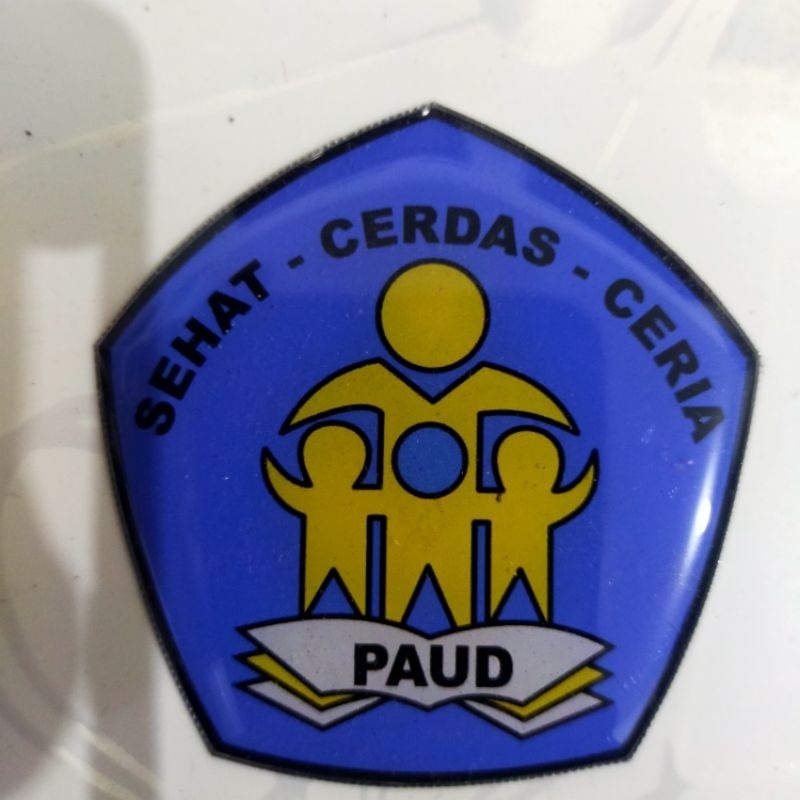 SEHAT - CERDAS - CERIA
PAUD